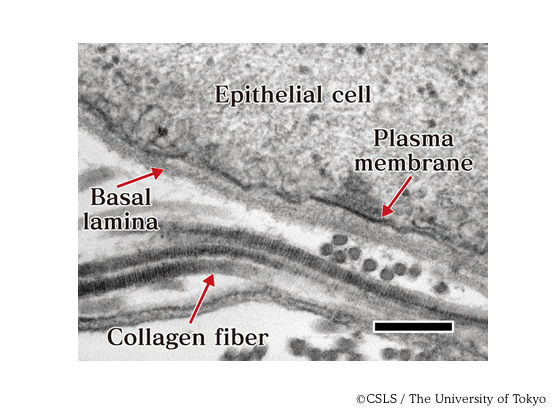 Epithelial cell
Plasma
membrane
Basal
lamina
Collagen fiber
©CSLS / The University of Tokyo